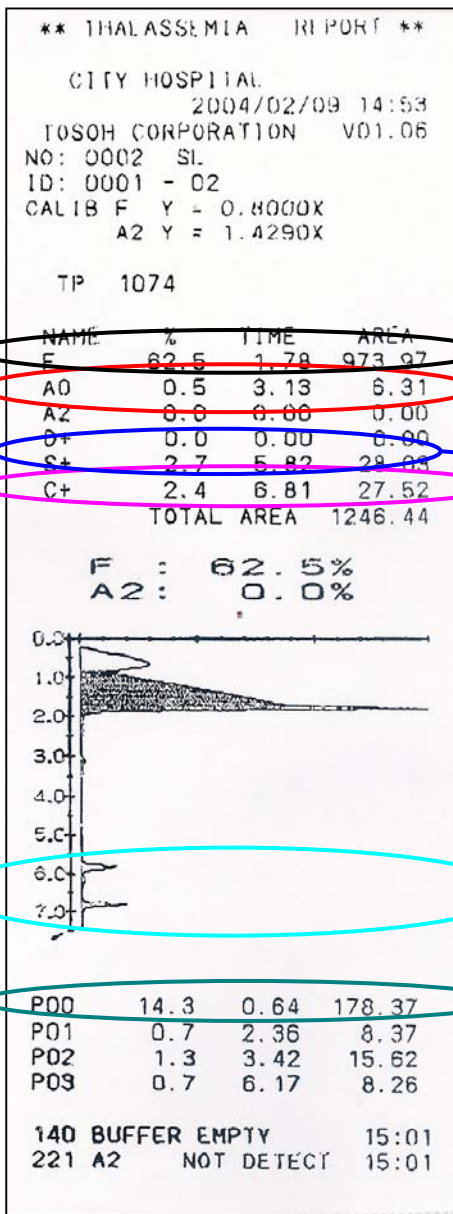 ** THALASSEMIA REPORT **
CITY HOSPITAL
2004/02/09 14:53
TOSOH CORPORATION V01.06
NO: 0002 SL
ID: 0001 - 02
CALIB F Y = 0.8000X
A2 Y = 1.4290X
TP 1074
NAME % TIME AREA
F 62.5 1.78 973.97
A0 0.5 3.13 6.31
A2 0.0 0.00 0.00
D+ 0.0 0.00 0.00
S+ 2.7 5.82 28.03
C+ 2.4 6.81 27.52
TOTAL AREA 1246.44
F : 62.5%
A2: 0.0%
0.0
1.0
2.0
3.0
4.0
5.0
6.0
7.0
P00 14.3 0.64 178.37
P01 0.7 2.36 8.37
P02 1.3 3.42 15.62
P03 0.7 6.17 8.26
140 BUFFER EMPTY 15:01
221 A2 NOT DETECT 15:01